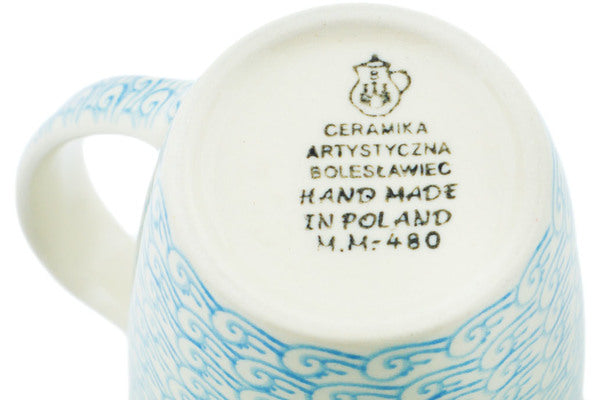 CERAMIKA
ARTYSTYCZNA
BOLESŁAWIEC
HAND MADE
IN POLAND
M.M.-480